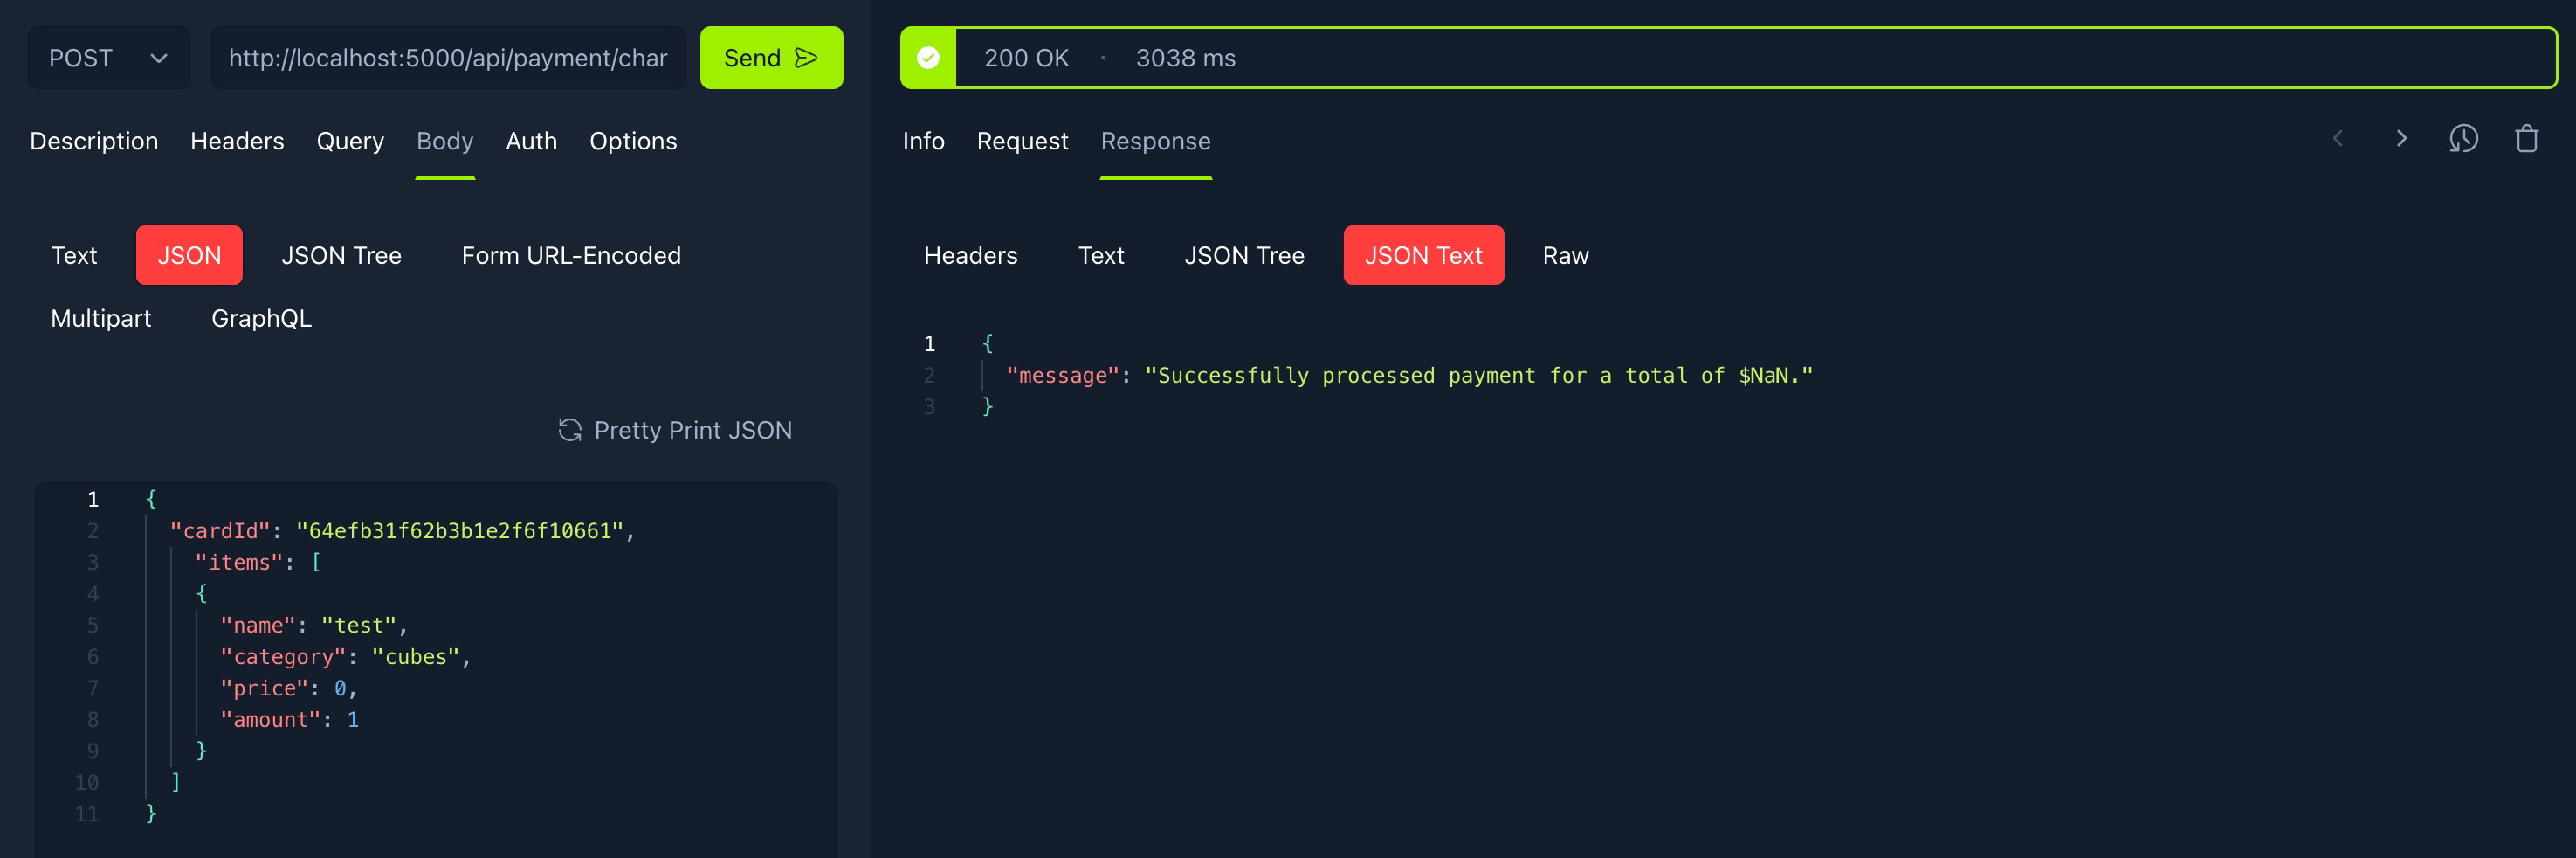 POST
http://localhost:5000/api/payment/char
Send
Description Headers Query Body Auth Options
Text JSON JSON Tree Form URL-Encoded
Multipart GraphQL
Pretty Print JSON
1 {
2 "cardId": "64efb31f62b3b1e2f6f10661",
3 "items": [
4 {
5 "name": "test",
6 "category": "cubes",
7 "price": 0,
8 "amount": 1
9 }
10 ]
11 }
200 OK · 3038 ms
Info Request Response
Headers Text JSON Tree JSON Text Raw
1 {
2 "message": "Successfully processed payment for a total of $NaN."
3 }